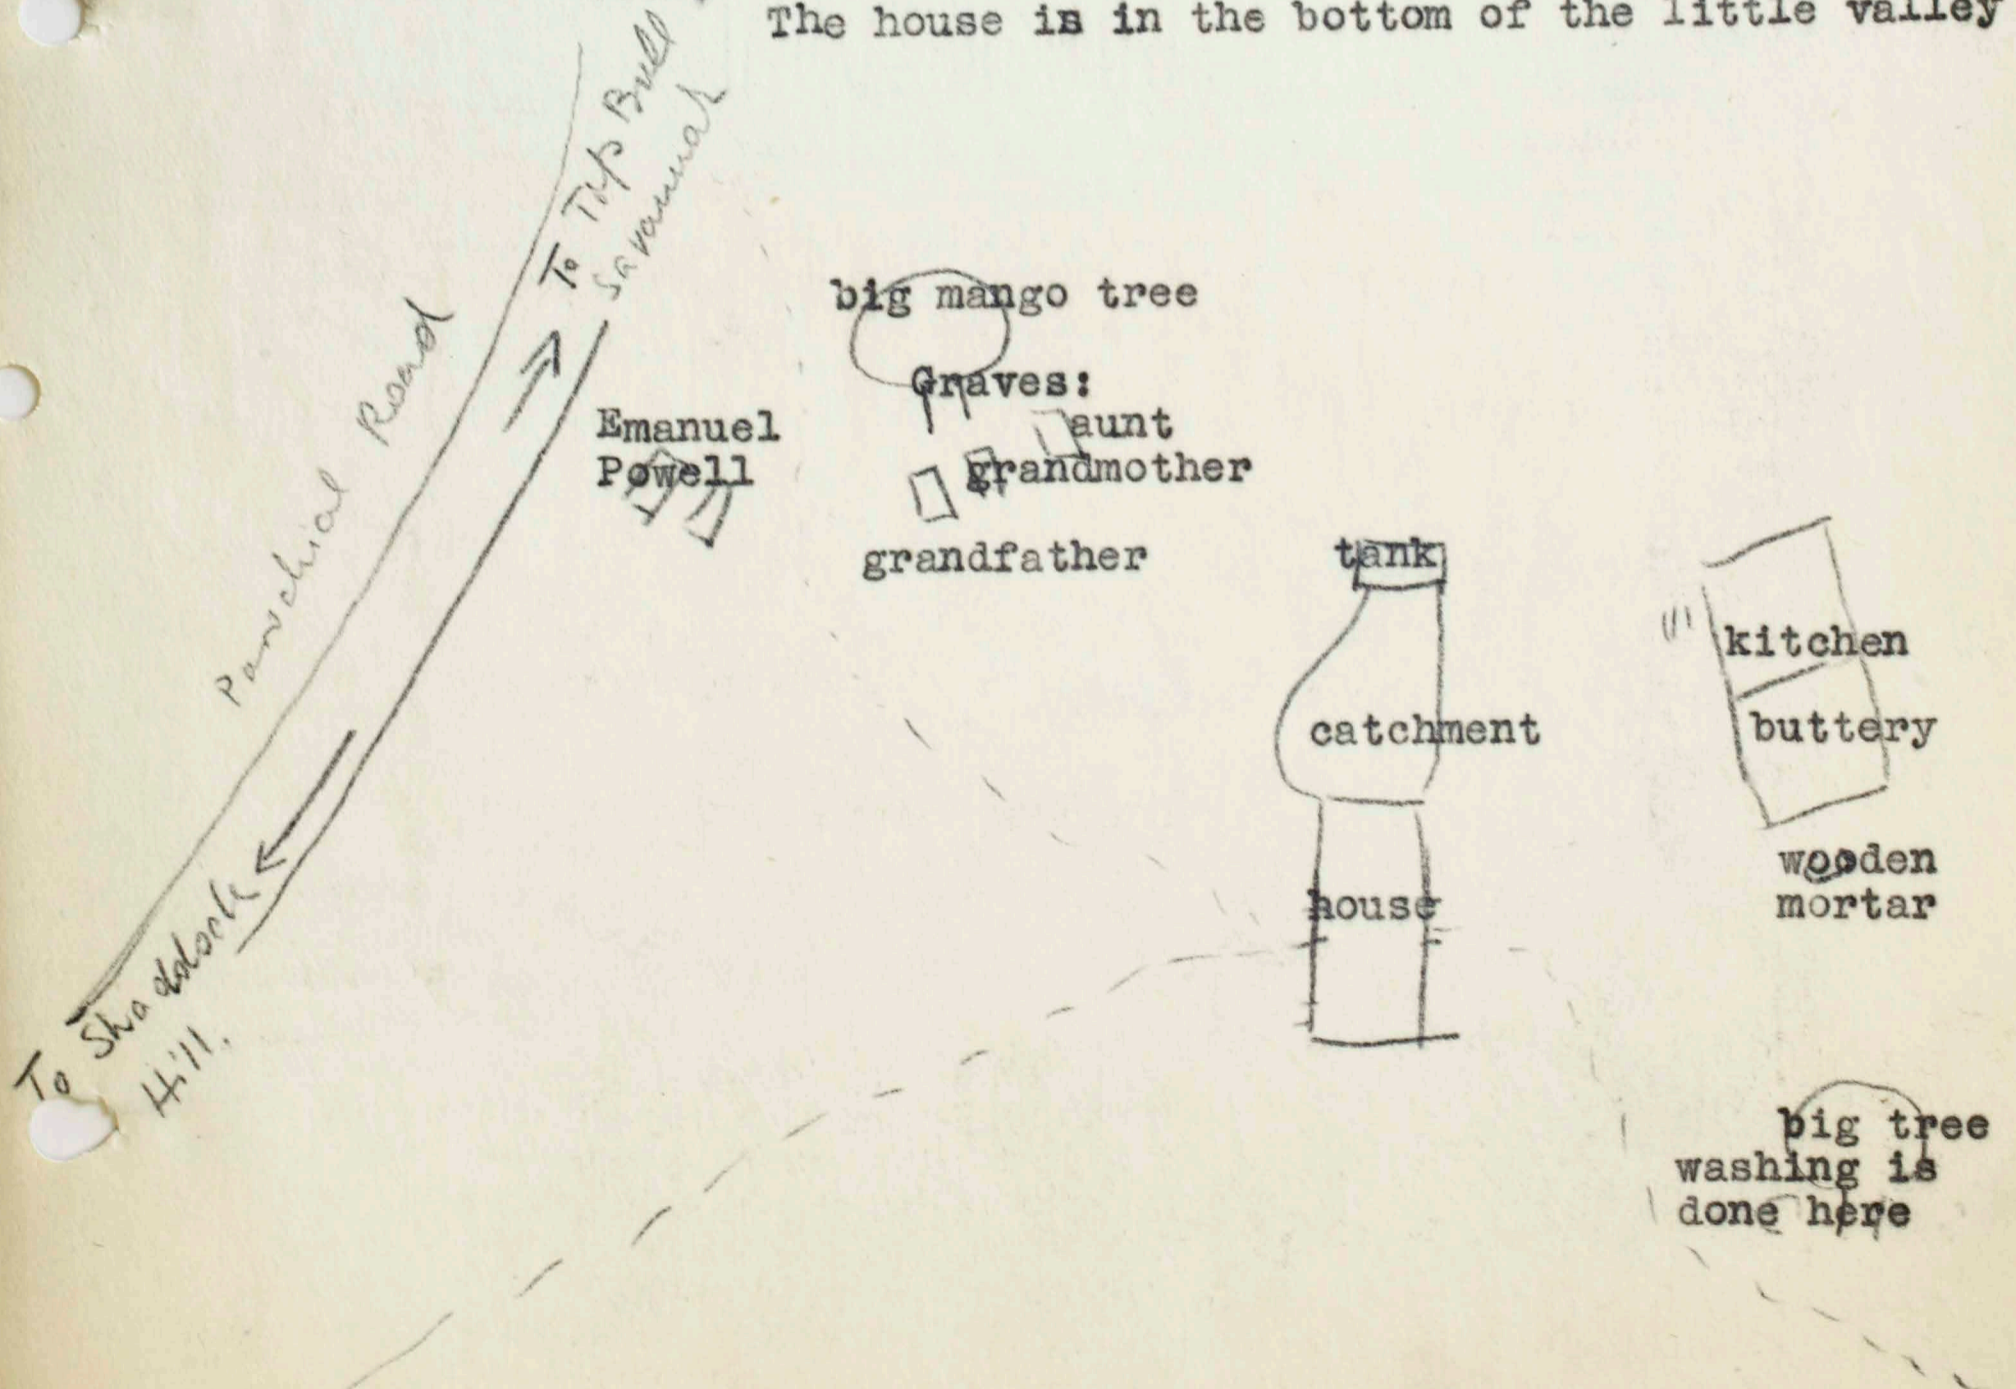 The house is in the bottom of the little valley
To Top Bull
Savannah
Parochial Road
big mango tree
Graves:
Emanuel
Powell
aunt
grandmother
grandfather
tank
kitchen
catchment
buttery
wooden
mortar
house
To Shaddock
Hill.
big tree
washing is
done here